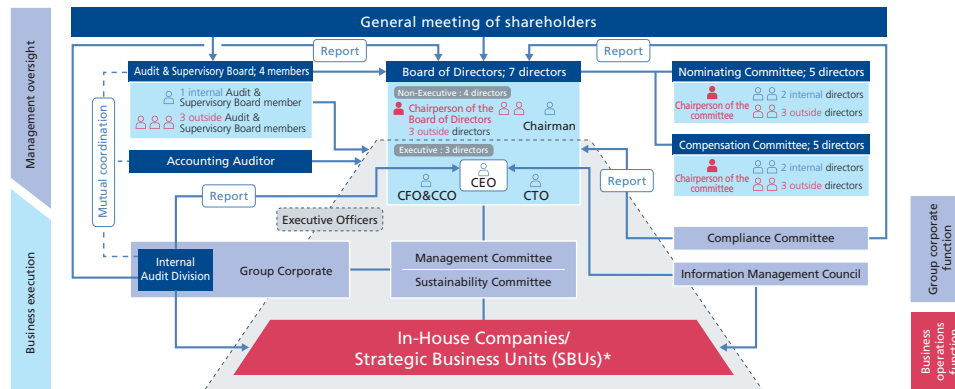 General meeting of shareholders
Management oversight
Business execution
Mutual coordination
Report
Report
Audit & Supervisory Board; 4 members
1 internal Audit &
Supervisory Board member
3 outside Audit &
Supervisory Board members
Accounting Auditor
Board of Directors; 7 directors
Non-Executive : 4 directors
Chairperson of the
Board of Directors
3 outside directors
Chairman
Executive : 3 directors
CEO
CFO&CCO
CTO
Nominating Committee; 5 directors
Chairperson of the
committee
2 internal directors
3 outside directors
Compensation Committee; 5 directors
Chairperson of the
committee
2 internal directors
3 outside directors
Report
Report
Executive Officers
Internal
Audit Division
Group Corporate
Management Committee
Sustainability Committee
Compliance Committee
Information Management Council
In-House Companies/
Strategic Business Units (SBUs)*
Group corporate
function
Business
operations
function